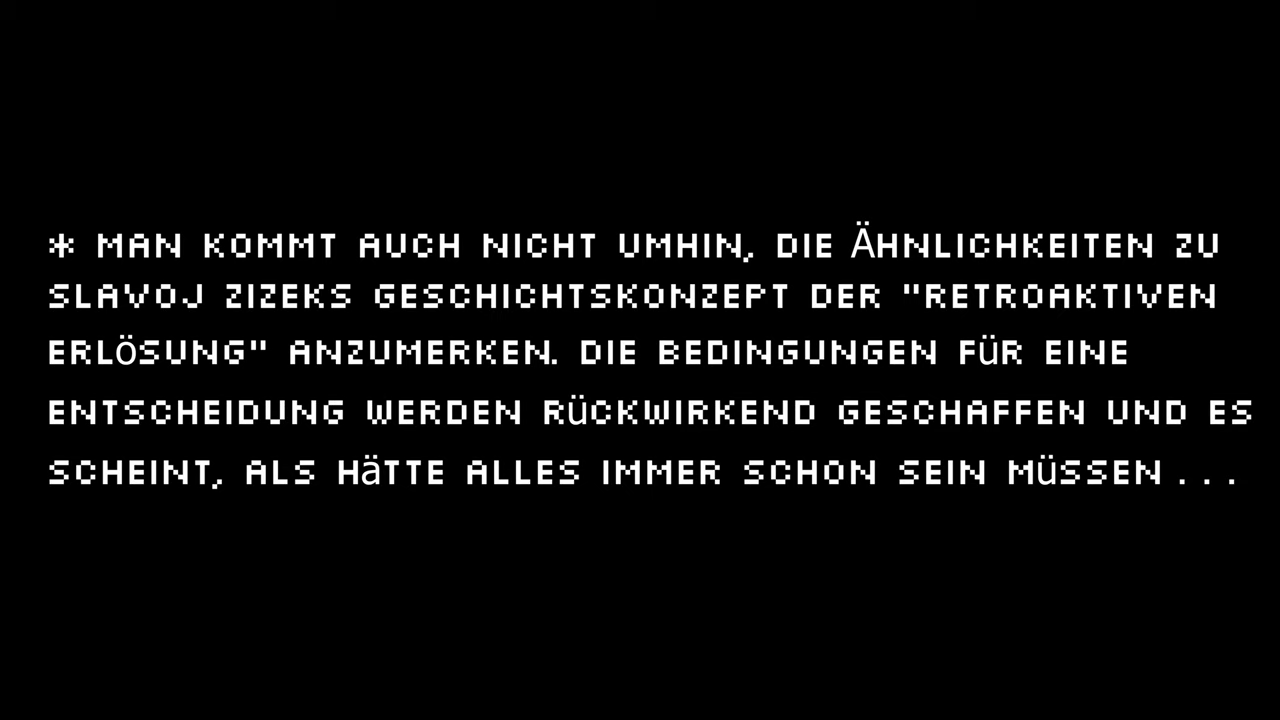 * MAN KOMMT AUCH NICHT UMHIN, DIE ÄHNLICHKEITEN ZU
SLAVOJ ZIZEKS GESCHICHTSKONZEPT DER "RETROAKTIVEN
ERLöSUNG" ANZUMERKEN. DIE BEDINGUNGEN FüR EINE
ENTSCHEIDUNG WERDEN RüCKWIRKEND GESCHAFFEN UND ES
SCHEINT, ALS HäTTE ALLES IMMER SCHON SEIN MüSSEN . . .